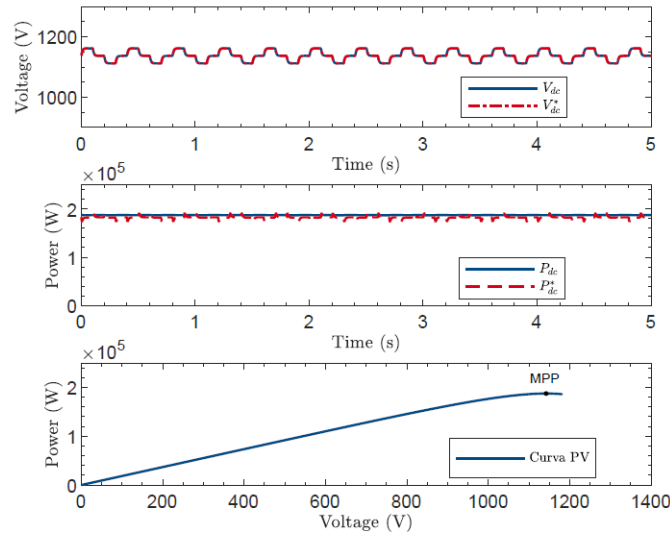 1200
1000
Voltage (V)
V_dc
V*_dc
0 1 2 3 4 5
Time (s)
× 10^5
2
1
0
Power (W)
P_dc
P*_dc
0 1 2 3 4 5
Time (s)
× 10^5
2
1
0
Power (W)
MPP
Curva PV
0 200 400 600 800 1000 1200 1400
Voltage (V)